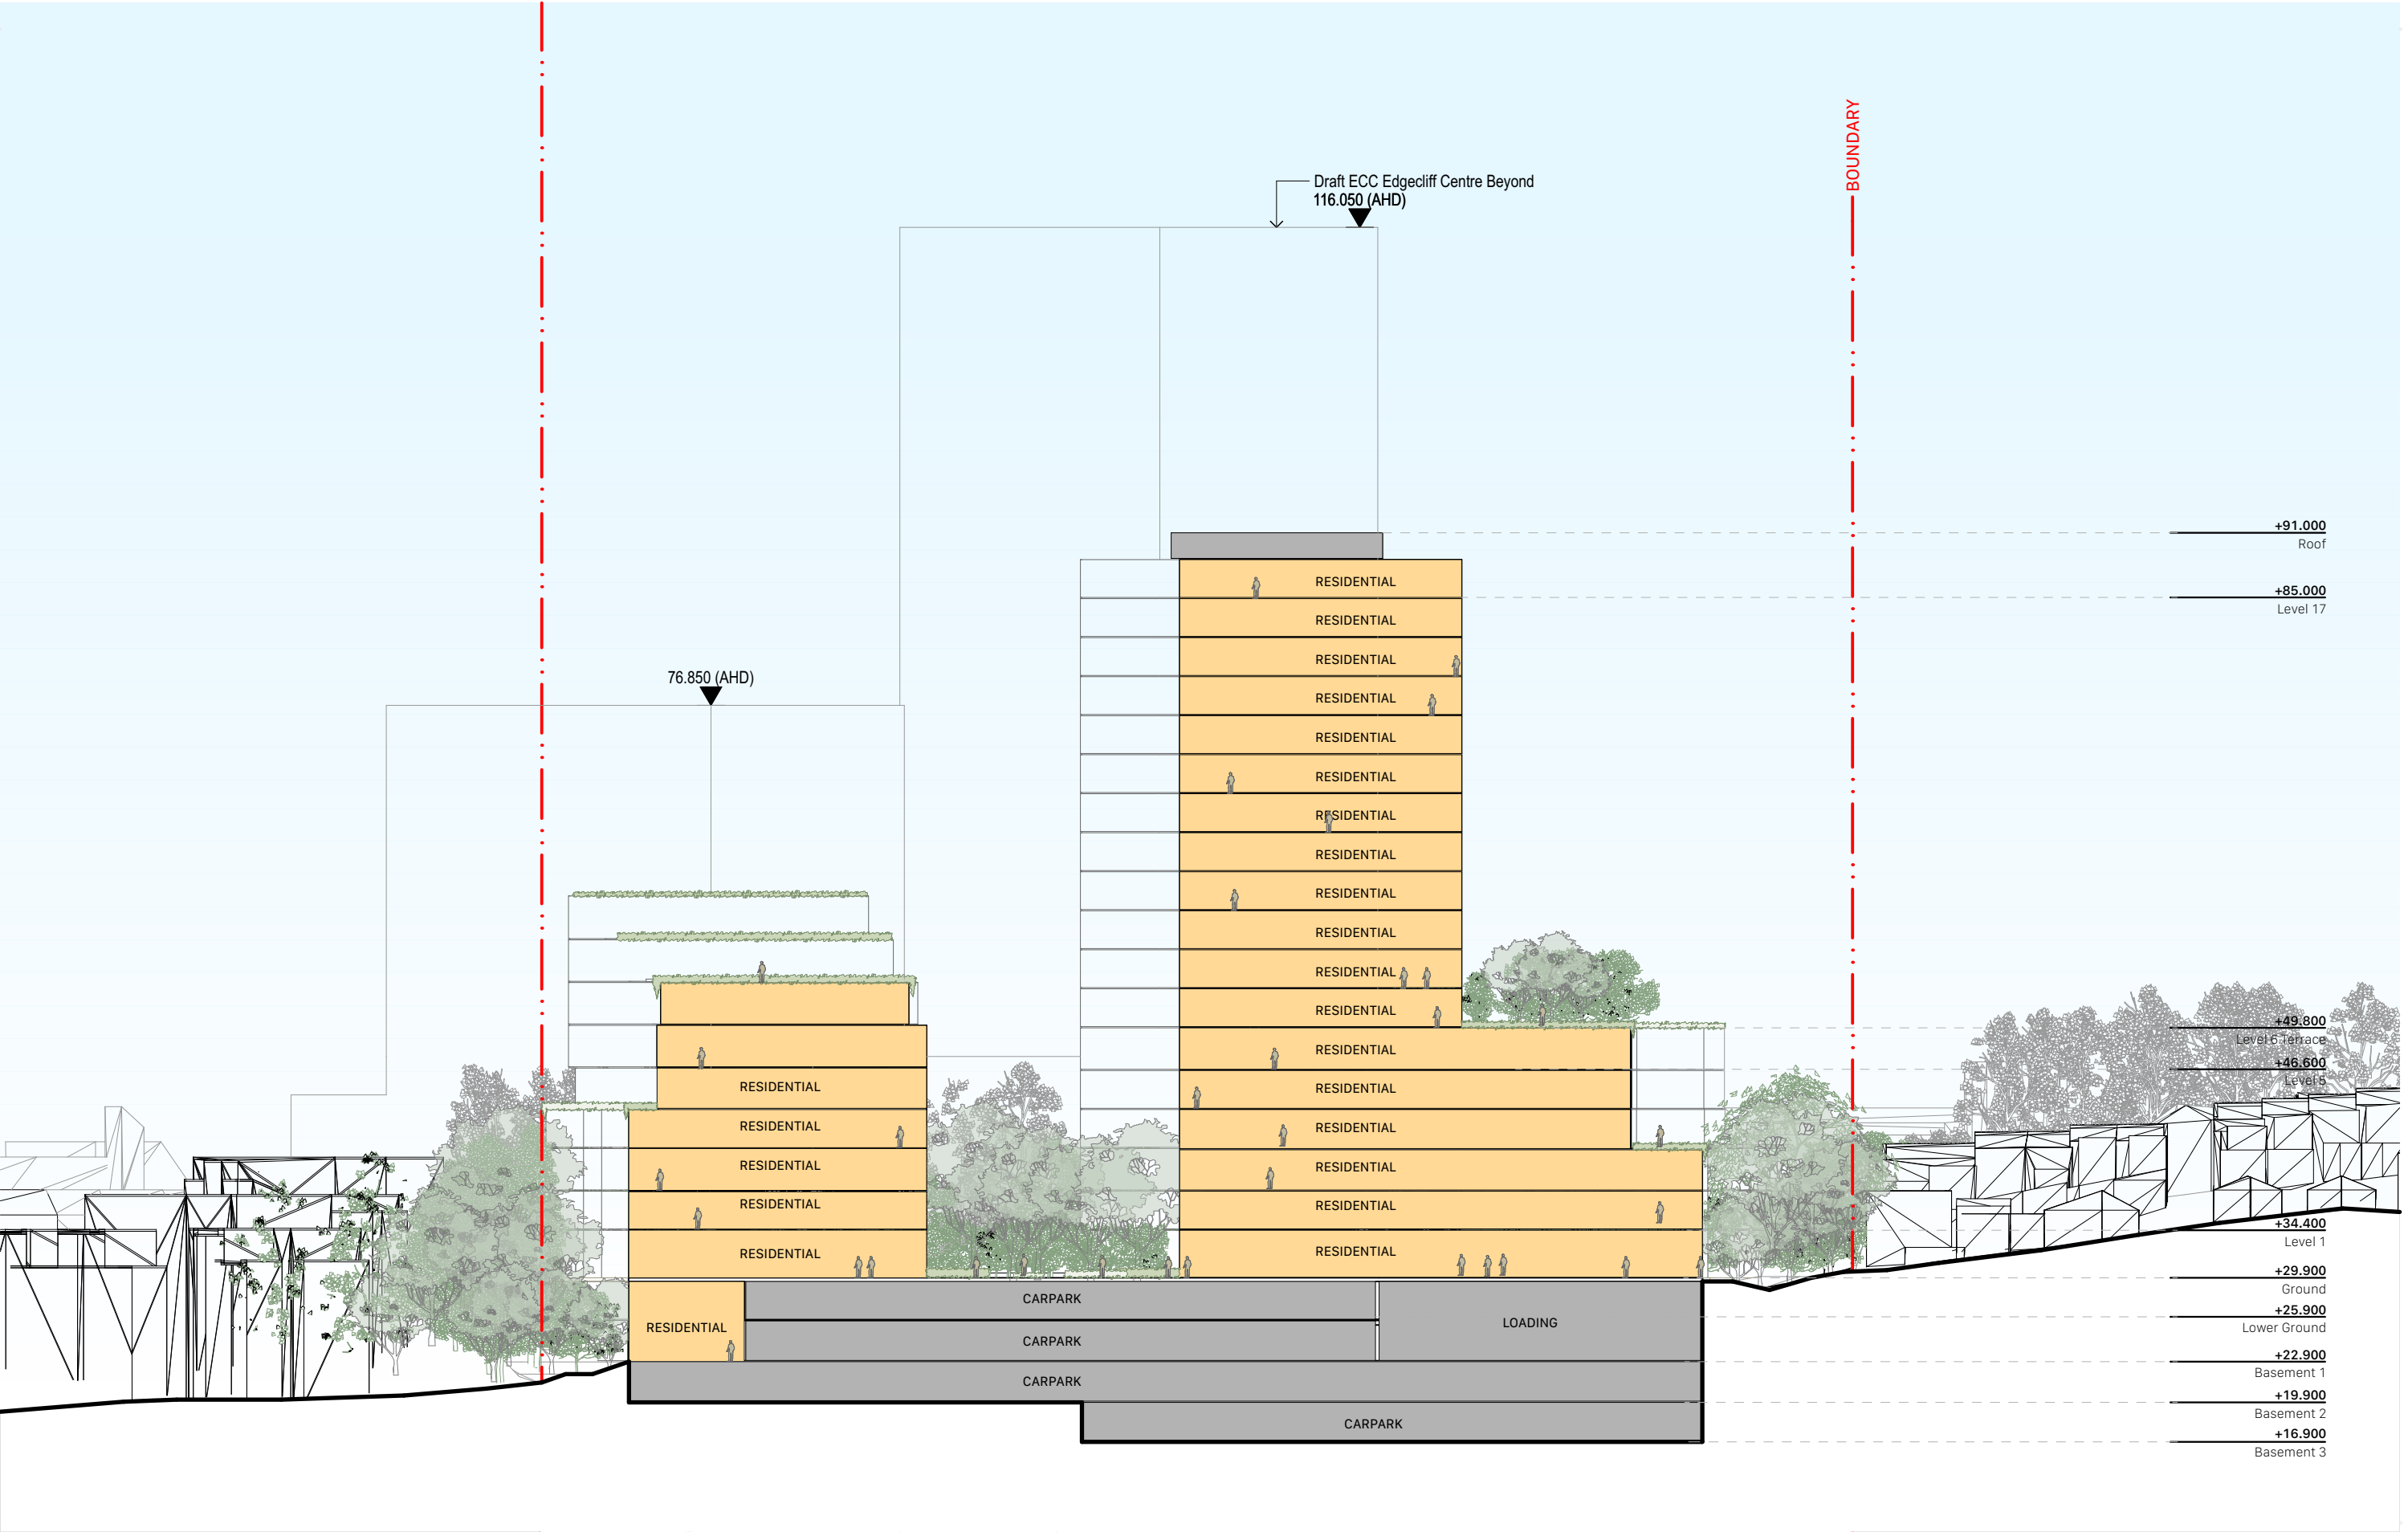 BOUNDARY
Draft ECC Edgecliff Centre Beyond
116.050 (AHD)
+91.000
Roof
RESIDENTIAL
+85.000
Level 17
RESIDENTIAL
RESIDENTIAL
76.850 (AHD)
RESIDENTIAL
RESIDENTIAL
RESIDENTIAL
RESIDENTIAL
RESIDENTIAL
RESIDENTIAL
RESIDENTIAL
RESIDENTIAL
RESIDENTIAL
+49.800
Level 6 Terrace
RESIDENTIAL
+46.600
Level 5
RESIDENTIAL
RESIDENTIAL
RESIDENTIAL
RESIDENTIAL
RESIDENTIAL
RESIDENTIAL
RESIDENTIAL
RESIDENTIAL
+34.400
Level 1
RESIDENTIAL
RESIDENTIAL
+29.900
Ground
CARPARK
+25.900
Lower Ground
RESIDENTIAL
LOADING
CARPARK
+22.900
Basement 1
CARPARK
+19.900
Basement 2
CARPARK
+16.900
Basement 3